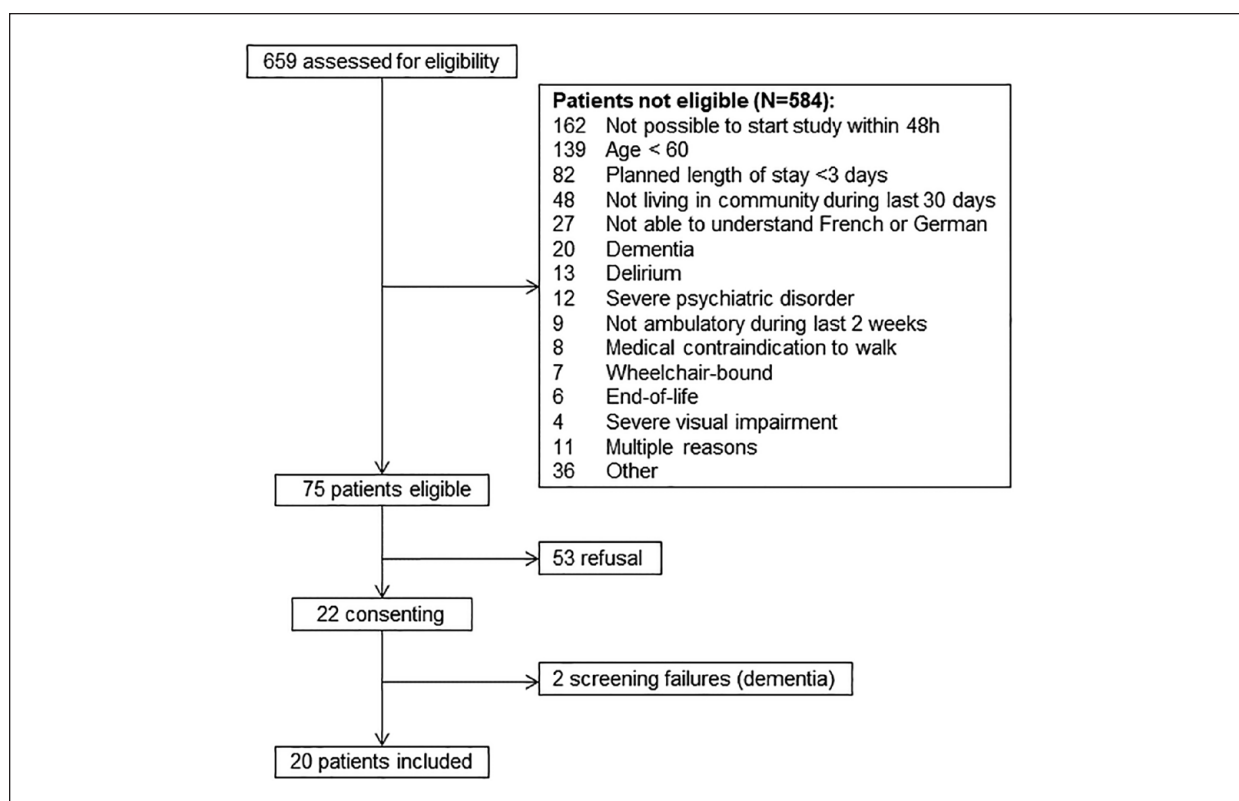 659 assessed for eligibility
Patients not eligible (N=584):
162 Not possible to start study within 48h
139 Age < 60
82 Planned length of stay <3 days
48 Not living in community during last 30 days
27 Not able to understand French or German
20 Dementia
13 Delirium
12 Severe psychiatric disorder
9 Not ambulatory during last 2 weeks
8 Medical contraindication to walk
7 Wheelchair-bound
6 End-of-life
4 Severe visual impairment
11 Multiple reasons
36 Other
75 patients eligible
53 refusal
22 consenting
2 screening failures (dementia)
20 patients included